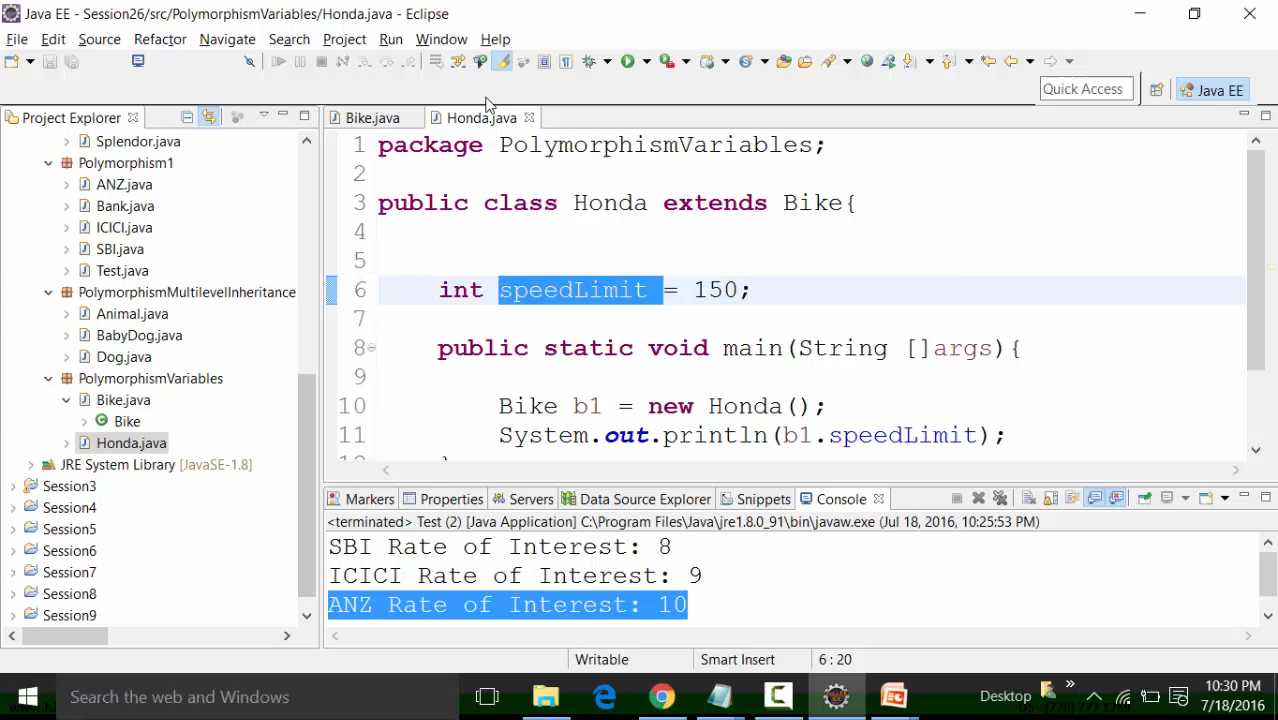 Java EE - Session26/src/PolymorphismVariables/Honda.java - Eclipse
File Edit Source Refactor Navigate Search Project Run Window Help
Quick Access Java EE
Project Explorer
Splendor.java
Polymorphism1
ANZ.java
Bank.java
ICICI.java
SBI.java
Test.java
PolymorphismMultilevelInheritance
Animal.java
BabyDog.java
Dog.java
PolymorphismVariables
Bike.java
Bike
Honda.java
JRE System Library [JavaSE-1.8]
Session3
Session4
Session5
Session6
Session7
Session8
Session9
Bike.java Honda.java
1 package PolymorphismVariables;
2
3 public class Honda extends Bike{
4
5
6 int speedLimit = 150;
7
8 public static void main(String []args){
9
10 Bike b1 = new Honda();
11 System.out.println(b1.speedLimit);
Markers Properties Servers Data Source Explorer Snippets Console
<terminated> Test (2) [Java Application] C:\Program Files\Java\jre1.8.0_91\bin\javaw.exe (Jul 18, 2016, 10:25:53 PM)
SBI Rate of Interest: 8
ICICI Rate of Interest: 9
ANZ Rate of Interest: 10
Writable Smart Insert 6 : 20
Search the web and Windows
Desktop
10:30 PM
7/18/2016